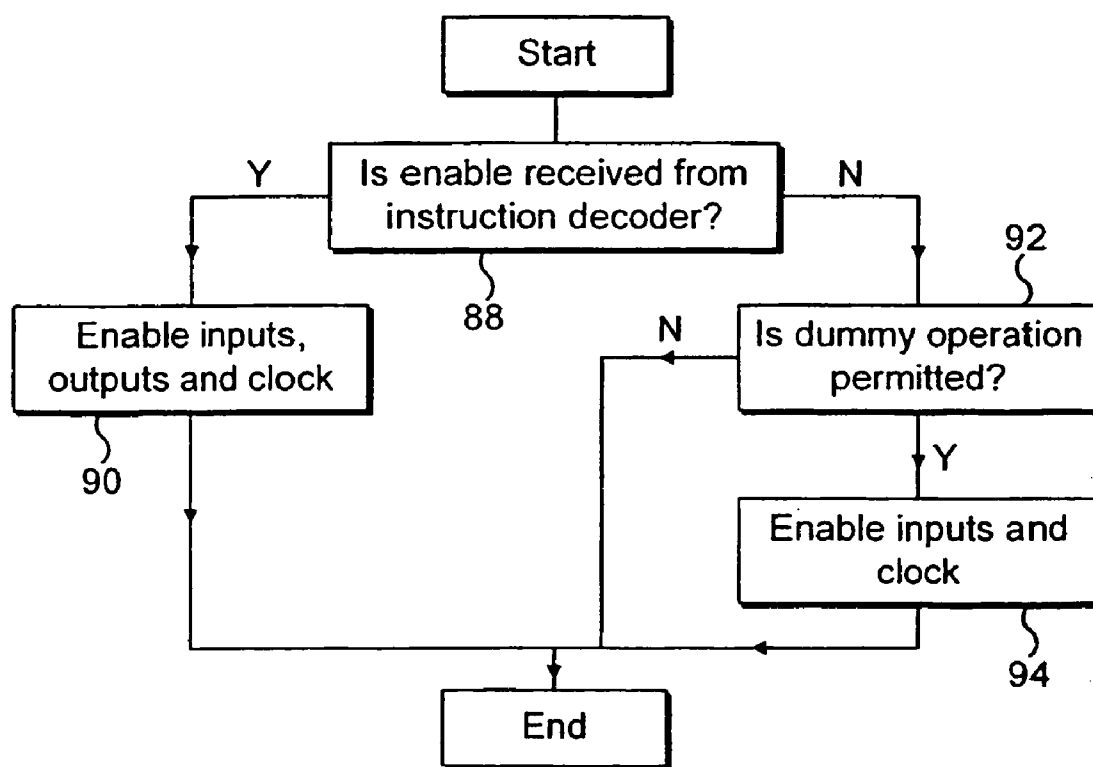 Start
Y
Is enable received from
instruction decoder?
N
88
92
Enable inputs,
outputs and clock
90
N
Is dummy operation
permitted?
Y
Enable inputs and
clock
94
End